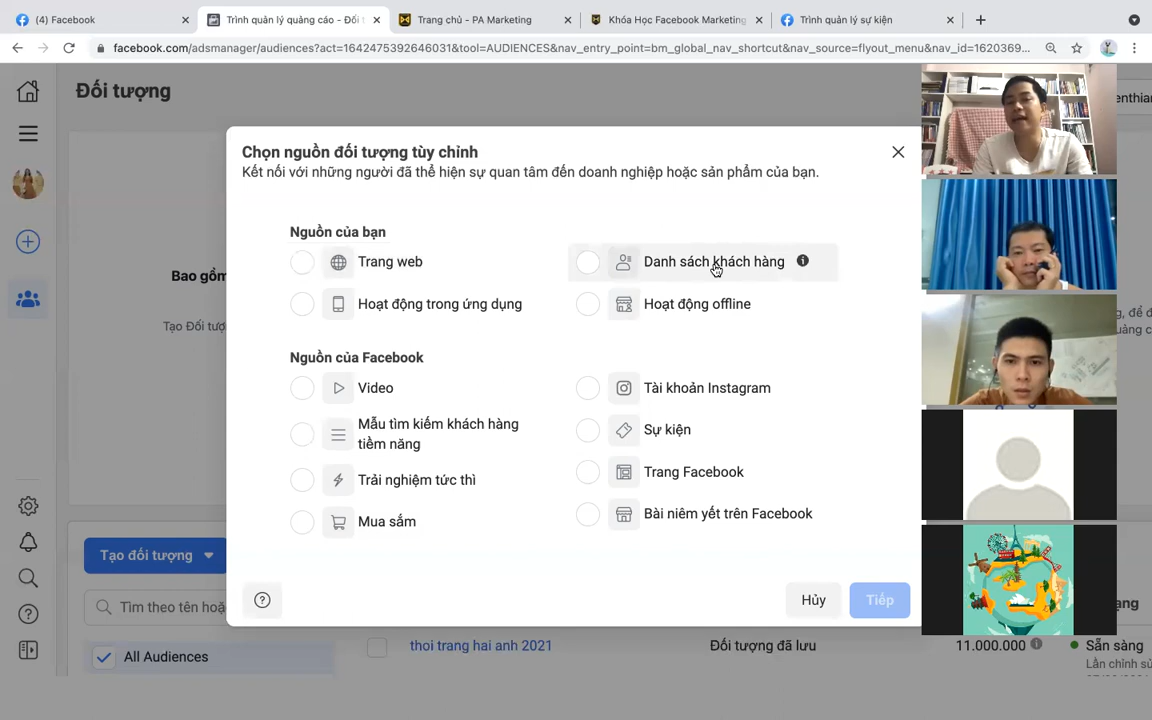 (4) Facebook
Trình quản lý quảng cáo - Đối t
Trang chủ - PA Marketing
Khóa Học Facebook Marketing
Trình quản lý sự kiện
facebook.com/adsmanager/audiences?act=1642475392646031&tool=AUDIENCES&nav_entry_point=bm_global_nav_shortcut&nav_source=flyout_menu&nav_id=1620369...
Đối tượng
Chọn nguồn đối tượng tùy chỉnh
Kết nối với những người đã thể hiện sự quan tâm đến doanh nghiệp hoặc sản phẩm của bạn.
Nguồn của bạn
Trang web
Danh sách khách hàng
Hoạt động trong ứng dụng
Hoạt động offline
Nguồn của Facebook
Video
Tài khoản Instagram
Mẫu tìm kiếm khách hàng
tiềm năng
Sự kiện
Trải nghiệm tức thì
Trang Facebook
Mua sắm
Bài niêm yết trên Facebook
Hủy
Tiếp
Bao gồm
Tạo Đối tượ
Tạo đối tượng
Tìm theo tên hoặ
All Audiences
thoi trang hai anh 2021
Đối tượng đã lưu
11.000.000
Sẵn sàng
Lần chỉnh sử